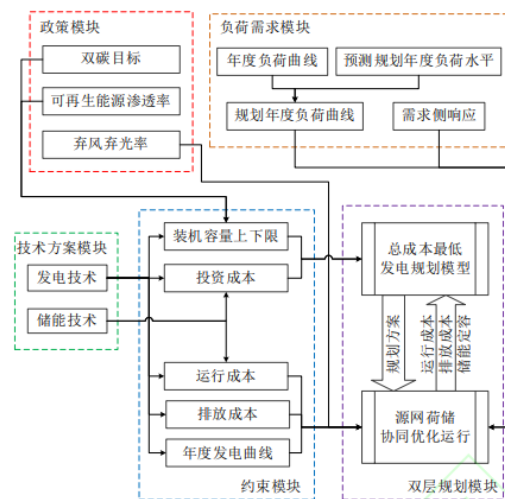 政策模块
双碳目标
可再生能源渗透率
弃风弃光率
负荷需求模块
年度负荷曲线
预测规划年度负荷水平
规划年度负荷曲线
需求侧响应
技术方案模块
发电技术
储能技术
装机容量上下限
投资成本
运行成本
排放成本
年度发电曲线
约束模块
总成本最低
发电规划模型
规划方案
运行成本
排放成本
储能定容
源网荷储
协同优化运行
双层规划模块